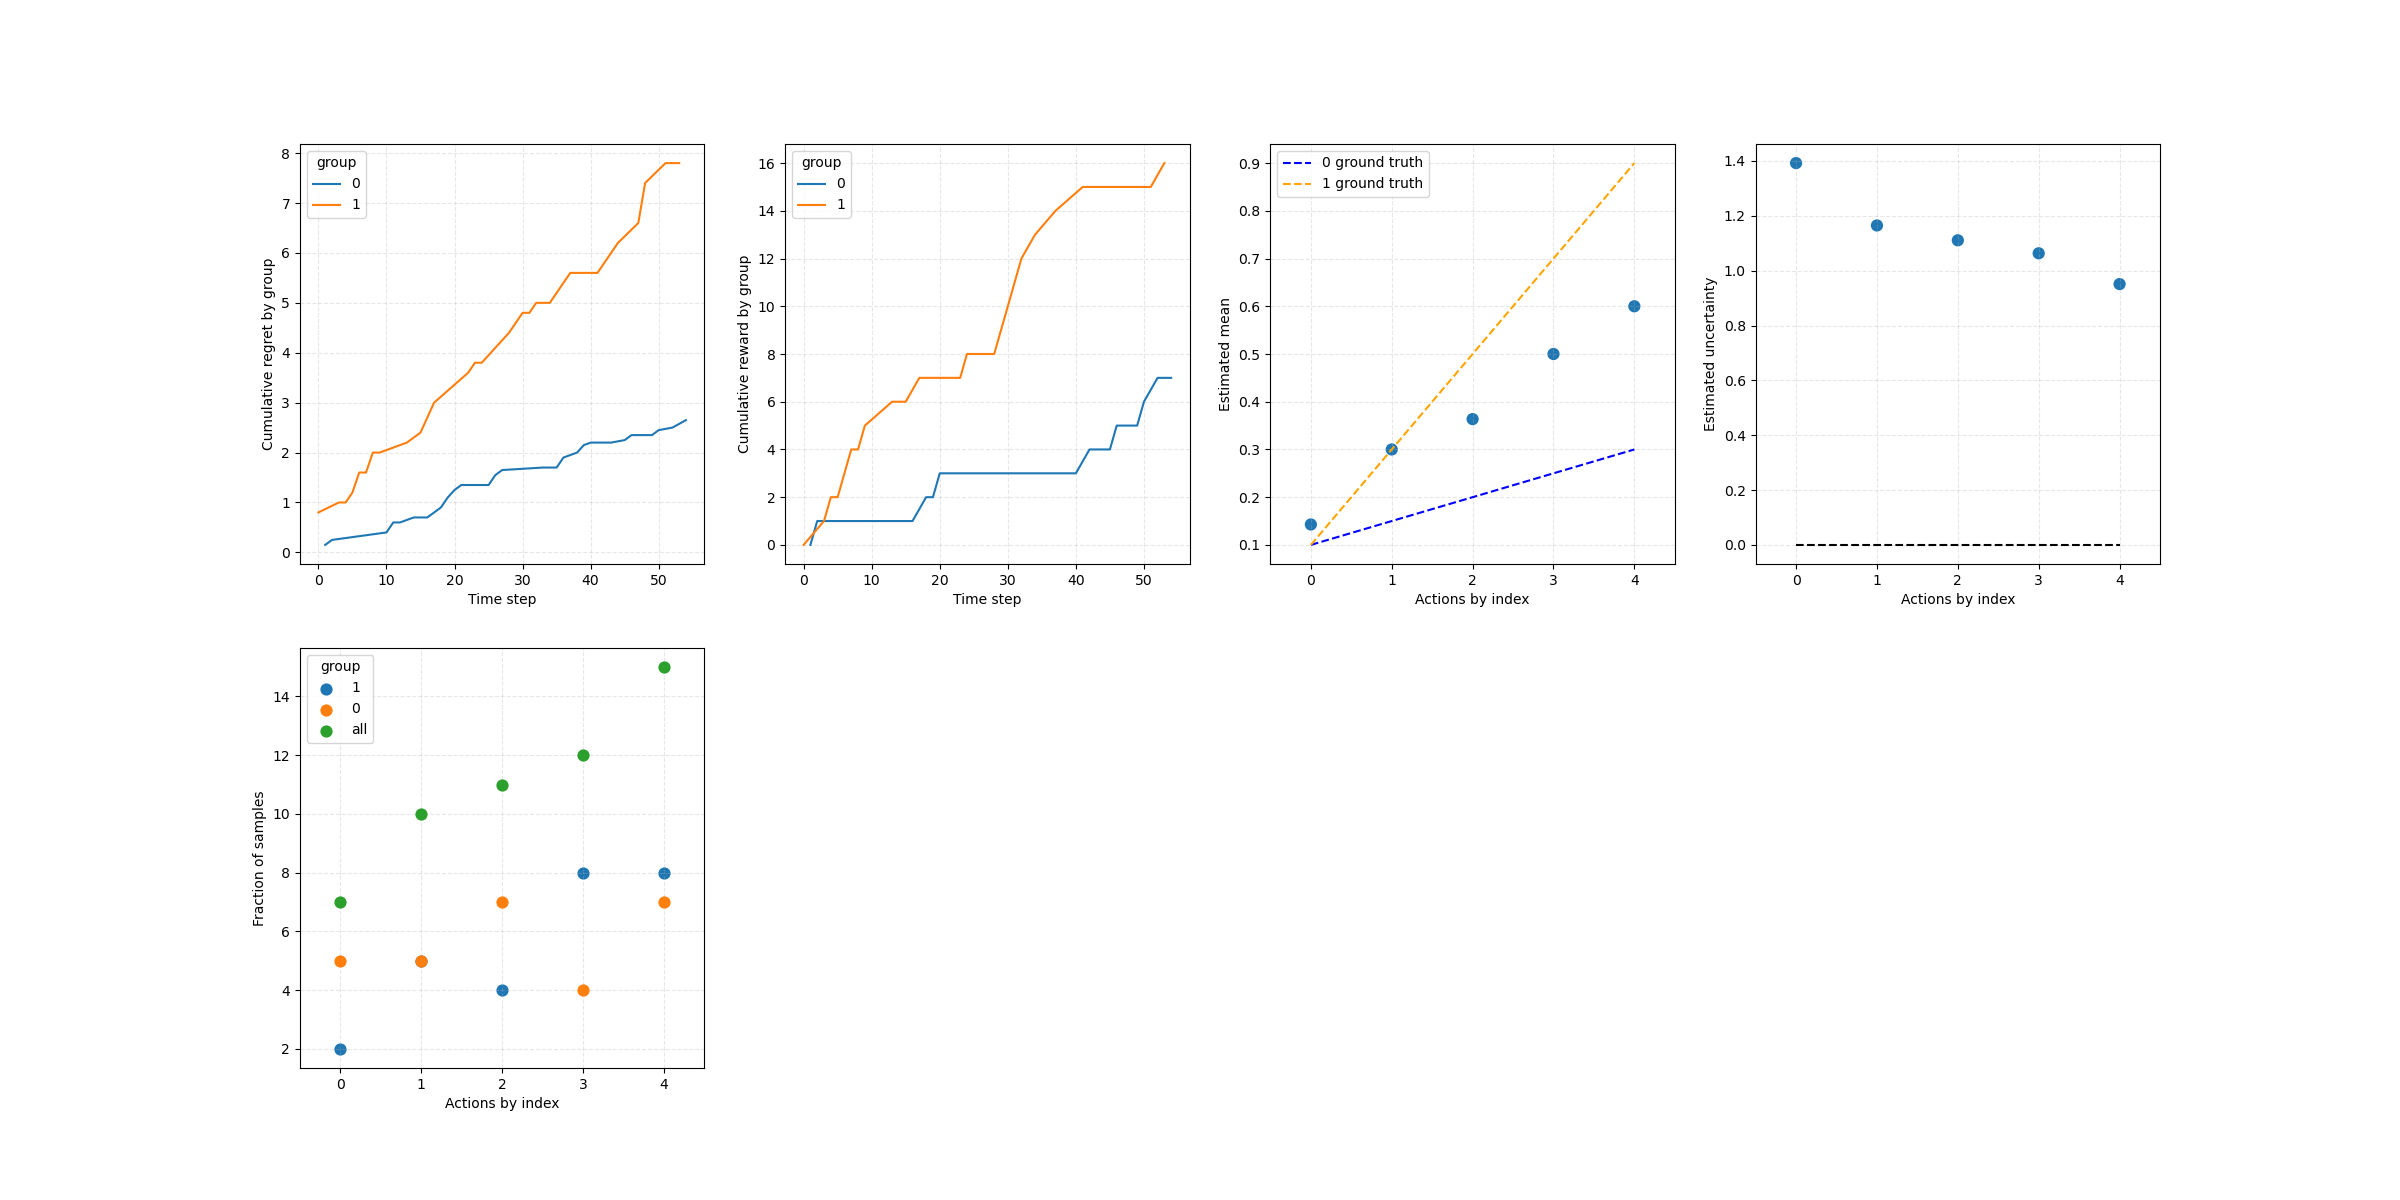 8
7
6
5
4
3
2
1
0
Cumulative regret by group
group
0
1
0 10 20 30 40 50
Time step
16
14
12
10
8
6
4
2
0
Cumulative reward by group
group
0
1
0 10 20 30 40 50
Time step
0.9
0.8
0.7
0.6
0.5
0.4
0.3
0.2
0.1
Estimated mean
0 ground truth
1 ground truth
0 1 2 3 4
Actions by index
1.4
1.2
1.0
0.8
0.6
0.4
0.2
0.0
Estimated uncertainty
0 1 2 3 4
Actions by index
14
12
10
8
6
4
2
Fraction of samples
group
1
0
all
0 1 2 3 4
Actions by index